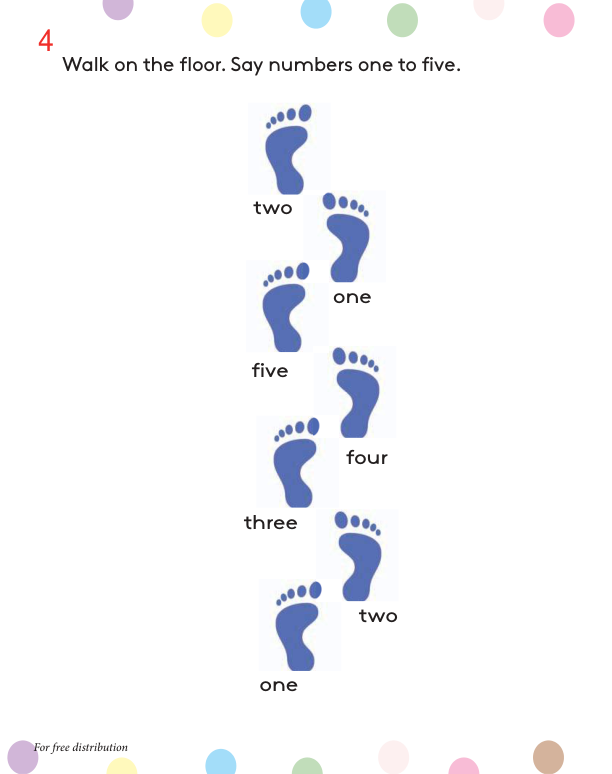 4
Walk on the floor. Say numbers one to five.
two
one
five
four
three
two
one
For free distribution